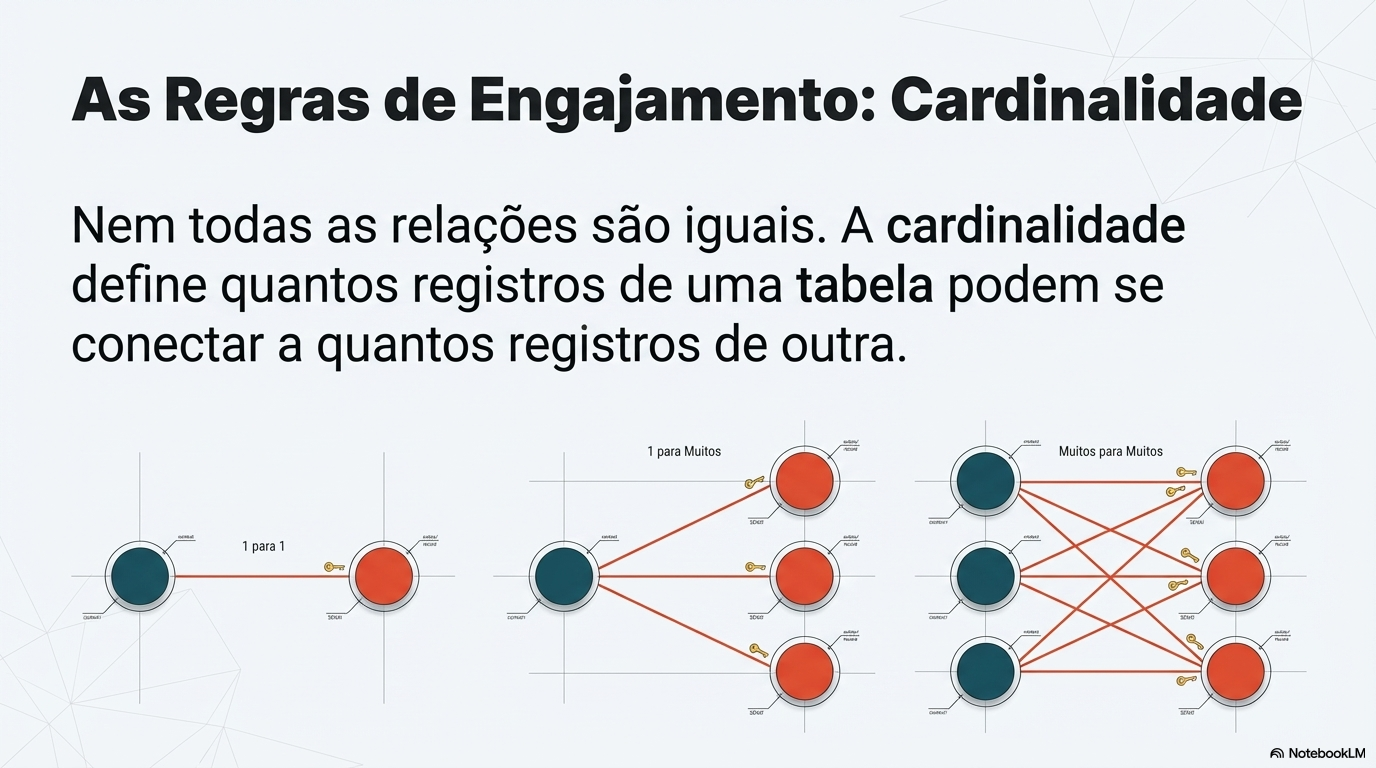 As Regras de Engajamento: Cardinalidade
Nem todas as relações são iguais. A cardinalidade
define quantos registros de uma tabela podem se
conectar a quantos registros de outra.
1 para 1
1 para Muitos
Muitos para Muitos
NotebookLM